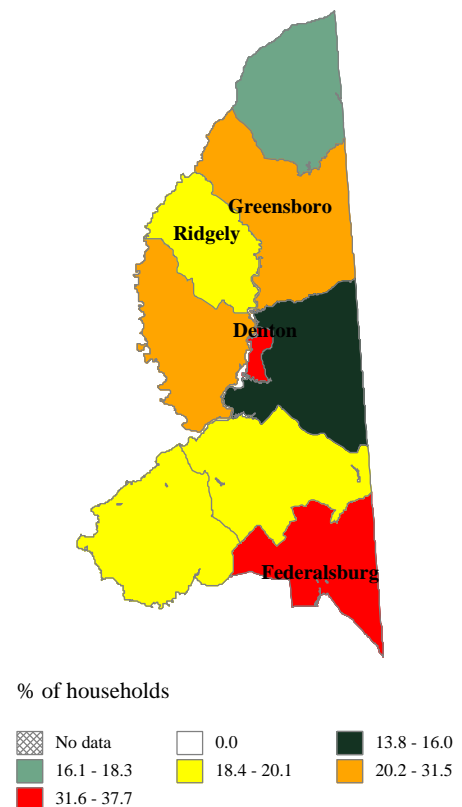 Greensboro
Ridgely
Denton
Federalsburg
% of households
No data 0.0 13.8 - 16.0
16.1 - 18.3 18.4 - 20.1 20.2 - 31.5
31.6 - 37.7